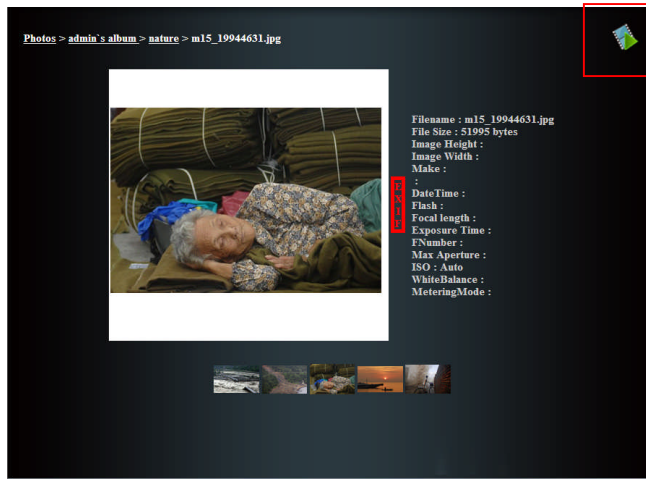 Photos > admin`s album > nature > m15_19944631.jpg
Filename : m15_19944631.jpg
File Size : 51995 bytes
Image Height :
Image Width :
Make :
:
DateTime :
Flash :
Focal length :
Exposure Time :
FNumber :
Max Aperture :
ISO : Auto
WhiteBalance :
MeteringMode :
E
X
I
F